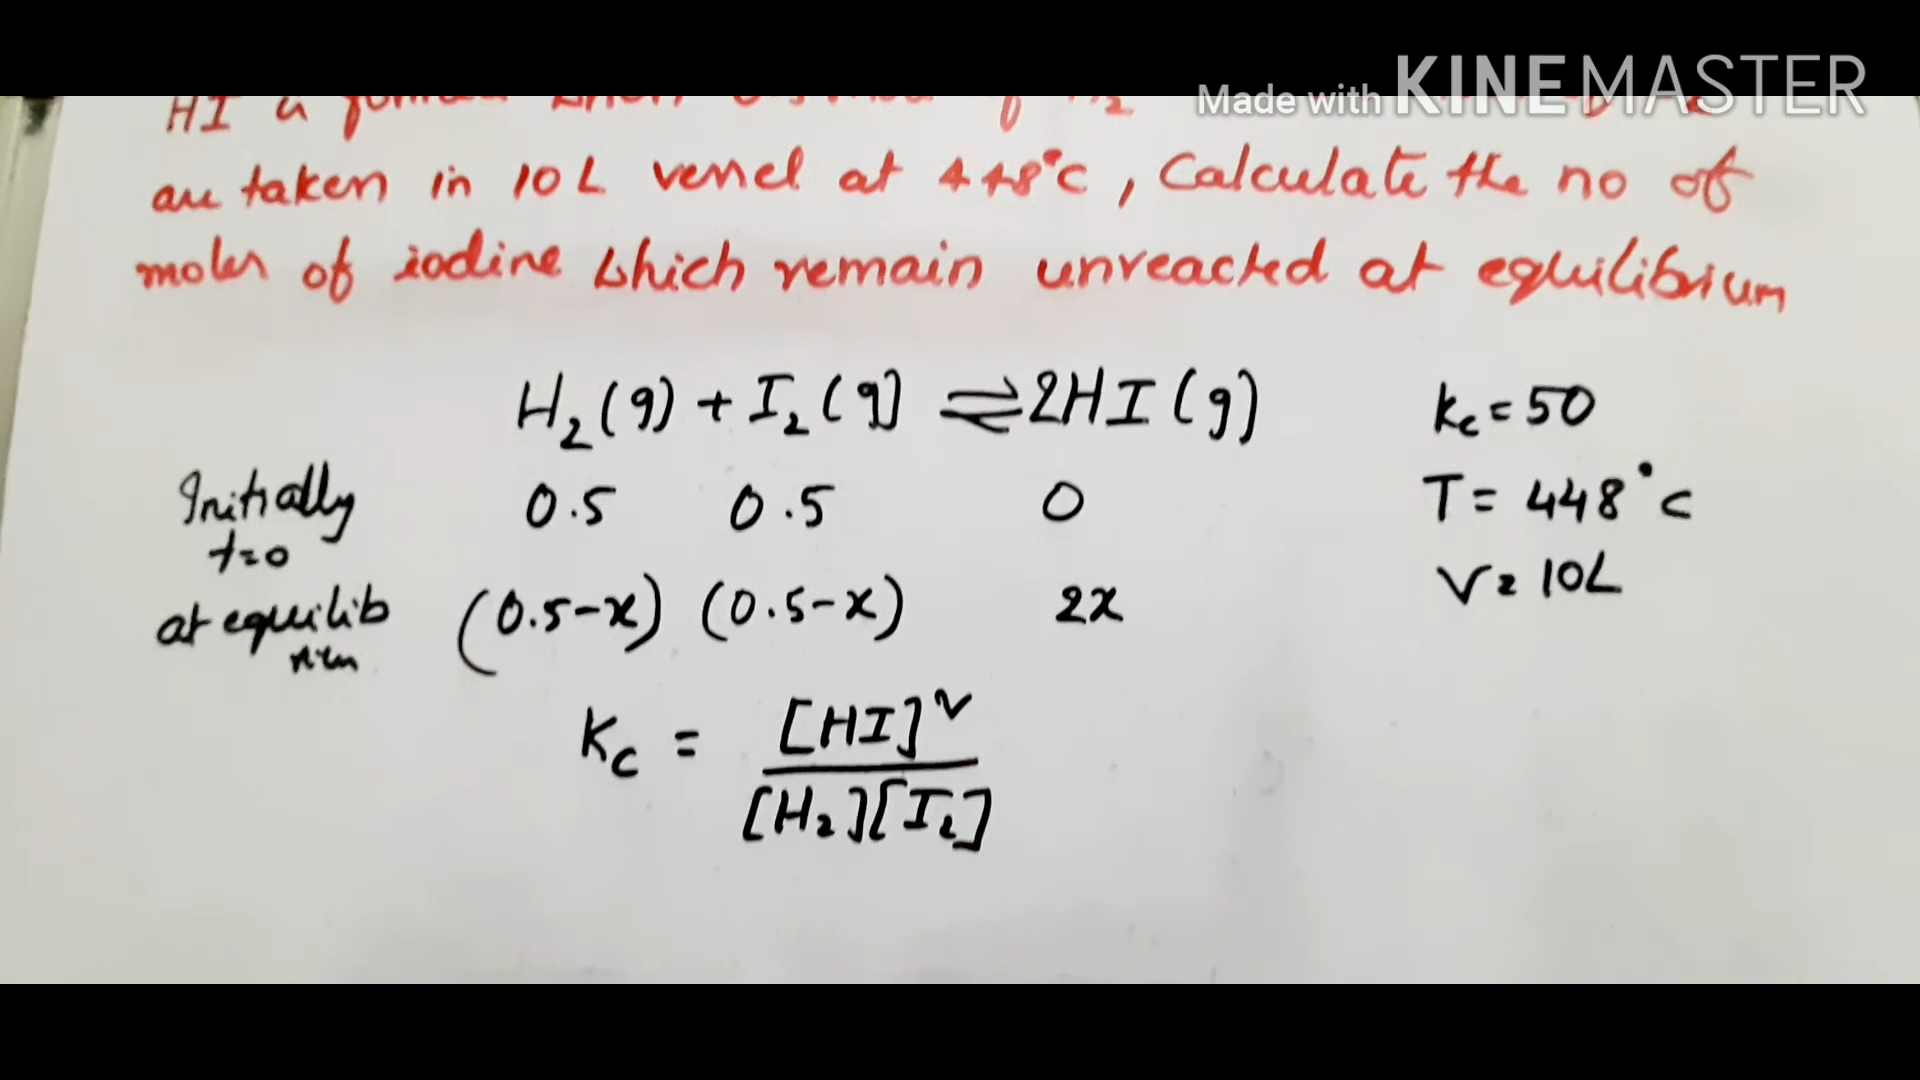 Made with KINEMASTER
HI
are taken in 10 L vessel at 448°C, Calculate the no of
moles of iodine which remain unreacted at equilibrium
H₂(g) + I₂(g) ⇌ 2HI(g)
Kc = 50
Initially 0.5 0.5 0
t=0
T = 448°C
at equilib (0.5-x) (0.5-x) 2x
rium
V = 10L
Kc = [HI]² / [H₂][I₂]